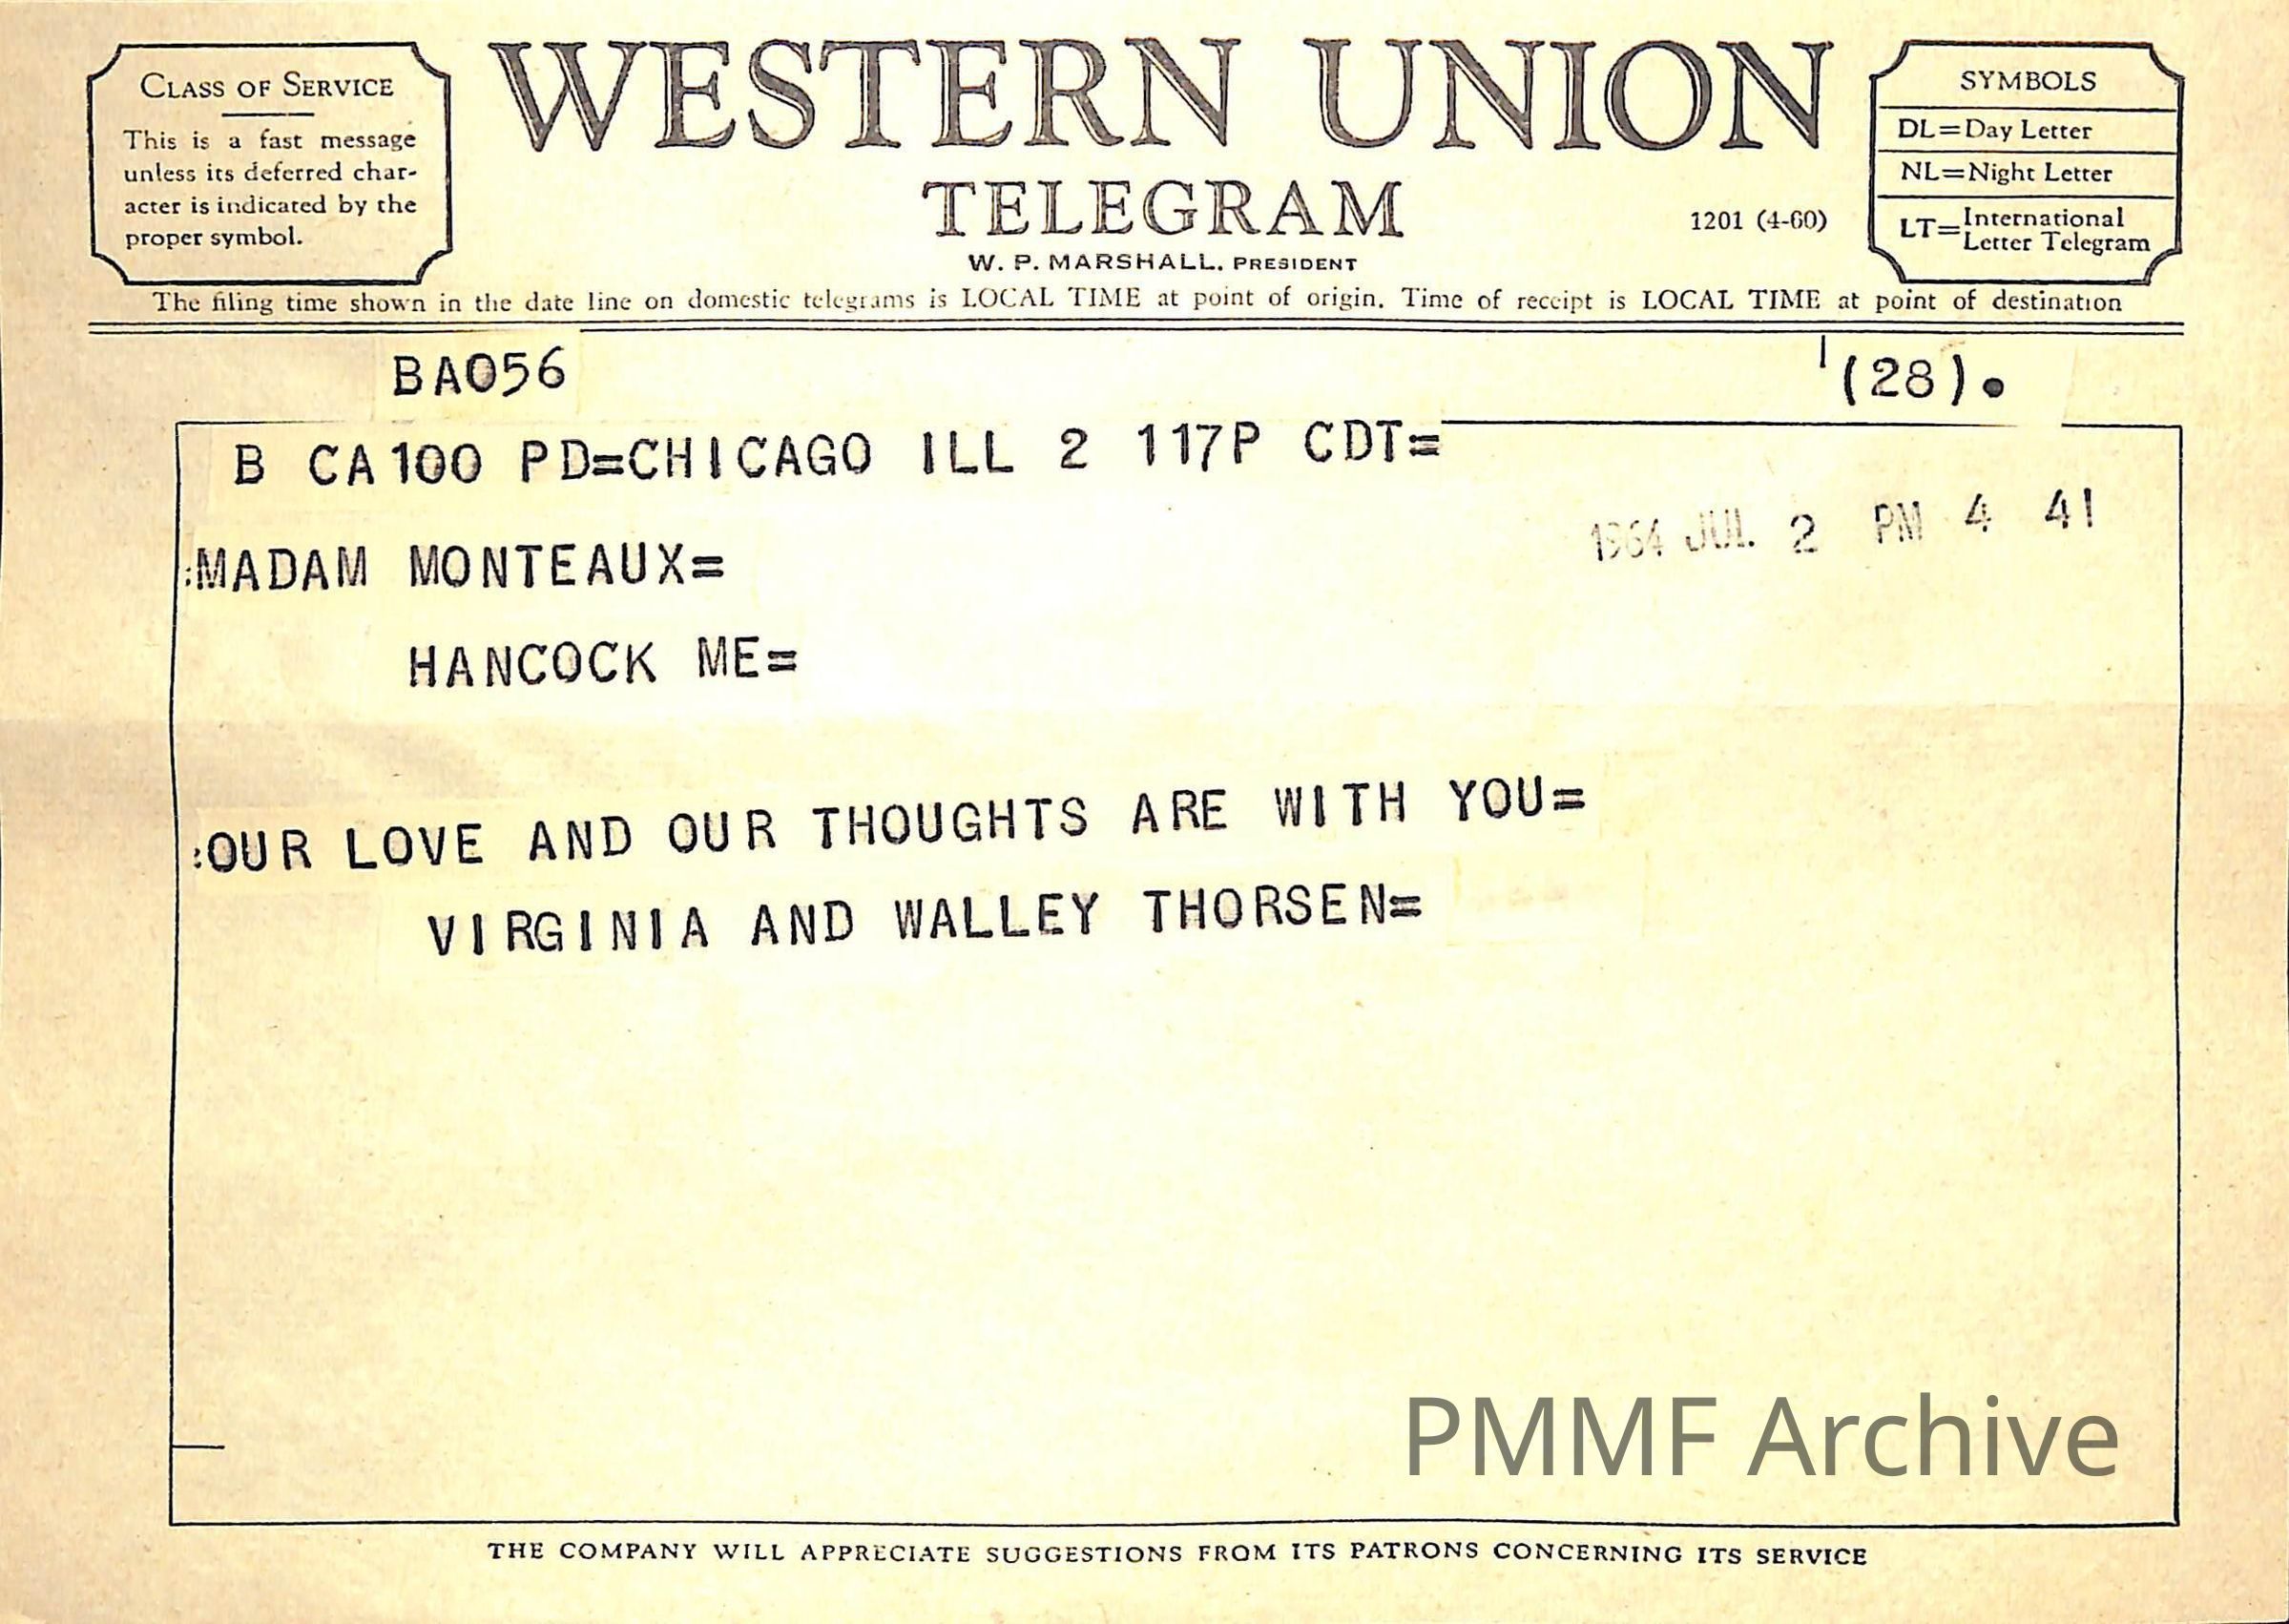 CLASS OF SERVICE
This is a fast message
unless its deferred char-
acter is indicated by the
proper symbol.
WESTERN UNION
TELEGRAM
1201 (4-60)
W. P. MARSHALL, PRESIDENT
SYMBOLS
DL=Day Letter
NL=Night Letter
LT=International
Letter Telegram
The filing time shown in the date line on domestic telegrams is LOCAL TIME at point of origin. Time of receipt is LOCAL TIME at point of destination
BA056 (28).
B CA100 PD=CHICAGO ILL 2 117P CDT=
1964 JUL 2 PM 4 41
:MADAM MONTEAUX=
HANCOCK ME=
:OUR LOVE AND OUR THOUGHTS ARE WITH YOU=
VIRGINIA AND WALLEY THORSEN=
PMMF Archive
THE COMPANY WILL APPRECIATE SUGGESTIONS FROM ITS PATRONS CONCERNING ITS SERVICE